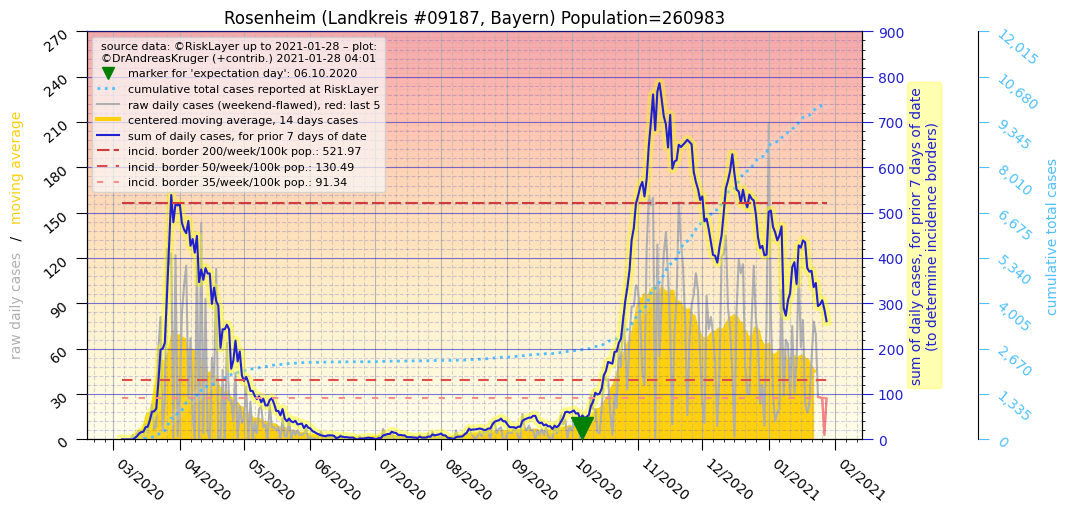 Rosenheim (Landkreis #09187, Bayern) Population=260983
source data: ©RiskLayer up to 2021-01-28 – plot:
©DrAndreasKruger (+contrib.) 2021-01-28 04:01
marker for 'expectation day': 06.10.2020
cumulative total cases reported at RiskLayer
raw daily cases (weekend-flawed), red: last 5
centered moving average, 14 days cases
sum of daily cases, for prior 7 days of date
incid. border 200/week/100k pop.: 521.97
incid. border 50/week/100k pop.: 130.49
incid. border 35/week/100k pop.: 91.34
raw daily cases / moving average
270
240
210
180
150
120
90
60
30
0
03/2020
04/2020
05/2020
06/2020
07/2020
08/2020
09/2020
10/2020
11/2020
12/2020
01/2021
02/2021
900
800
700
600
500
400
300
200
100
0
sum of daily cases, for prior 7 days of date
(to determine incidence borders)
12,015
10,680
9,345
8,010
6,675
5,340
4,005
2,670
1,335
0
cumulative total cases